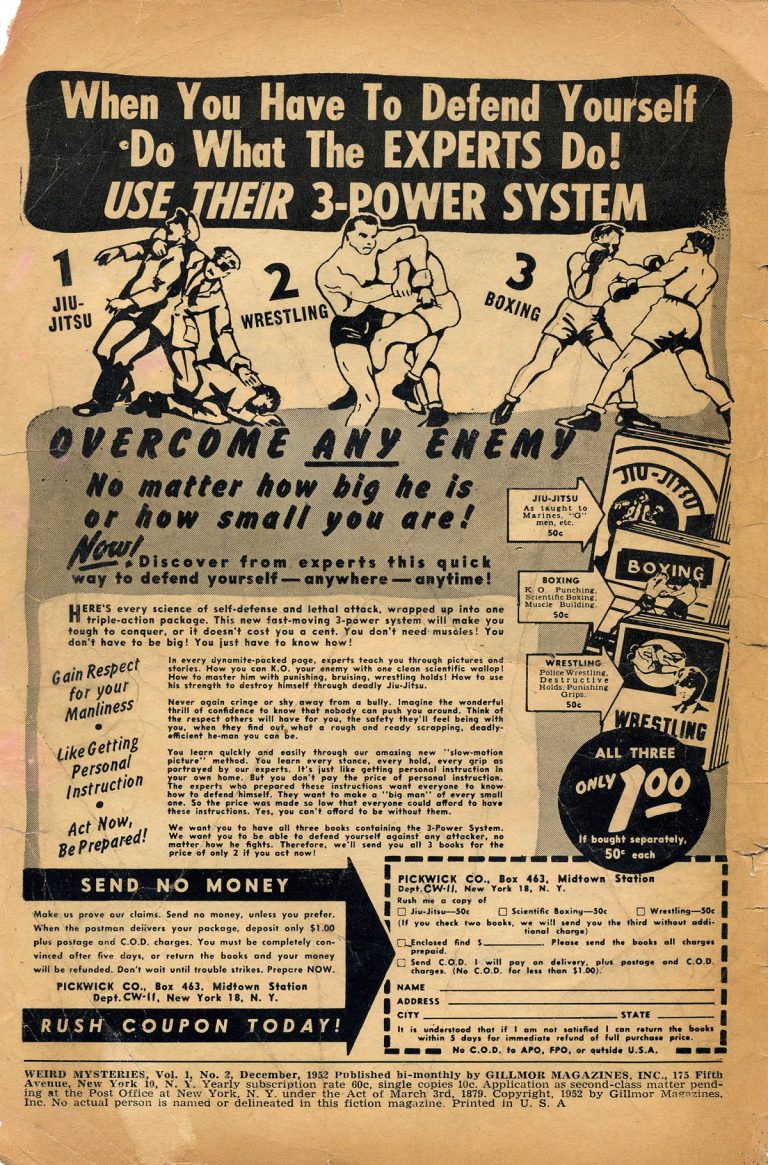 When You Have To Defend Yourself
Do What The EXPERTS Do!
USE THEIR 3-POWER SYSTEM
1
JIU-
JITSU
2
WRESTLING
3
BOXING
OVERCOME ANY ENEMY
No matter how big he is
or how small you are!
Now! Discover from experts this quick
way to defend yourself—anywhere—anytime!
JIU-JITSU
As taught to
Marines, "G"
men, etc.
50c
JIU-JITSU
BOXING
K. O. Punching,
Scientific Boxing,
Muscle Building.
50c
BOXING
WRESTLING
Police Wrestling,
Destructive
Holds, Punishing
Grips.
50c
WRESTLING
ALL THREE
ONLY 1.00
If bought separately,
50c each
HERE'S every science of self-defense and lethal attack, wrapped up into one
triple-action package. This new fast-moving 3-power system will make you
tough to conquer, or it doesn't cost you a cent. You don't need muscles! You
don't have to be big! You just have to know how!
Gain Respect
for your
Manliness
•
Like Getting
Personal
Instruction
•
Act Now,
Be Prepared!
In every dynamite-packed page, experts teach you through pictures and
stories. How you can K.O. your enemy with one clean scientific wallop!
How to master him with punishing, bruising, wrestling holds! How to use
his strength to destroy himself through deadly Jiu-Jitsu.
Never again cringe or shy away from a bully. Imagine the wonderful
thrill of confidence to know that nobody can push you around. Think of
the respect others will have for you, the safety they'll feel being with
you, when they find out what a rough and ready scrapping, deadly-
efficient he-man you can be.
You learn quickly and easily through our amazing new "slow-motion
picture" method. You learn every stance, every hold, every grip as
portrayed by our experts. It's just like getting personal instruction in
your own home. But you don't pay the price of personal instruction.
The experts who prepared these instructions want everyone to know
how to defend himself. They want to make a "big man" of every small
one. So the price was made so low that everyone could afford to have
these instructions. Yes, you can't afford to be without them.
We want you to have all three books containing the 3-Power System.
We want you to be able to defend yourself against any attacker, no
matter how he fights. Therefore, we'll send you all 3 books for the
price of only 2 if you act now!
SEND NO MONEY
Make us prove our claims. Send no money, unless you prefer.
When the postman delivers your package, deposit only $1.00
plus postage and C.O.D. charges. You must be completely con-
vinced after five days, or return the books and your money
will be refunded. Don't wait until trouble strikes. Prepare NOW.
PICKWICK CO., Box 463, Midtown Station
Dept. CW-11, New York 18, N. Y.
RUSH COUPON TODAY!
PICKWICK CO., Box 463, Midtown Station
Dept. CW-11, New York 18, N. Y.
Rush me a copy of
Jiu-Jitsu—50c Scientific Boxing—50c Wrestling—50c
(If you check two books, we will send you the third without addi-
tional charge)
Enclosed find $ Please send the books all charges
prepaid.
Send C.O.D. I will pay on delivery, plus postage and C.O.D.
charges. (No C.O.D. for less than $1.00).
NAME
ADDRESS
CITY STATE
It is understood that if I am not satisfied I can return the books
within 5 days for immediate refund of full purchase price.
No C.O.D. to APO, FPO, or outside U.S.A.
WEIRD MYSTERIES, Vol. 1, No. 2, December, 1952 Published bi-monthly by GILLMOR MAGAZINES, INC., 175 Fifth
Avenue, New York 10, N. Y. Yearly subscription rate 60c, single copies 10c. Application as second-class matter pend-
ing at the Post Office at New York, N. Y. under the Act of March 3rd, 1879. Copyright, 1952 by Gillmor Magazines,
Inc. No actual person is named or delineated in this fiction magazine. Printed in U. S. A